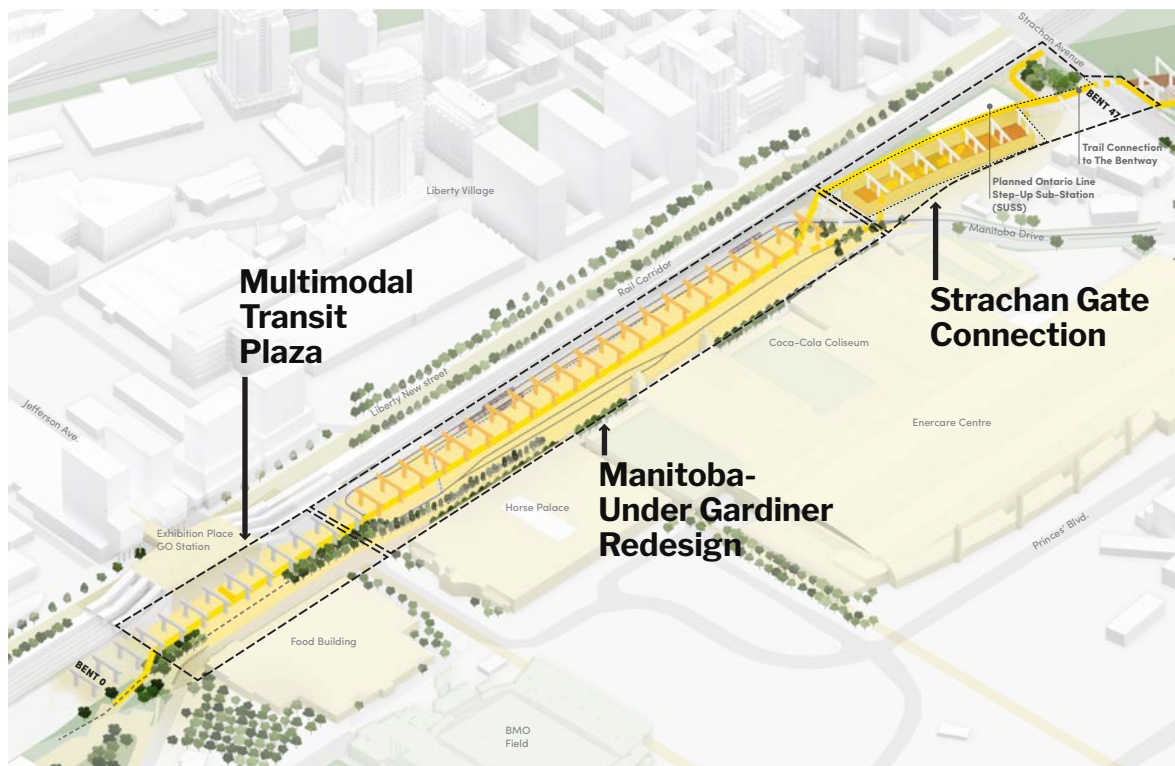 Strachan Avenue
BENT 47
Trail Connection
to The Bentway
Planned Ontario Line
Step-Up Sub-Station
(SUSS)
Manitoba Drive
Liberty Village
Rail Corridor
Multimodal
Transit
Plaza
Strachan Gate
Connection
Coca-Cola Coliseum
Liberty New street
Jefferson Ave.
Enercare Centre
Manitoba-
Under Gardiner
Redesign
Horse Palace
Exhibition Place
GO Station
Princes' Blvd.
Food Building
BENT 0
BMO
Field